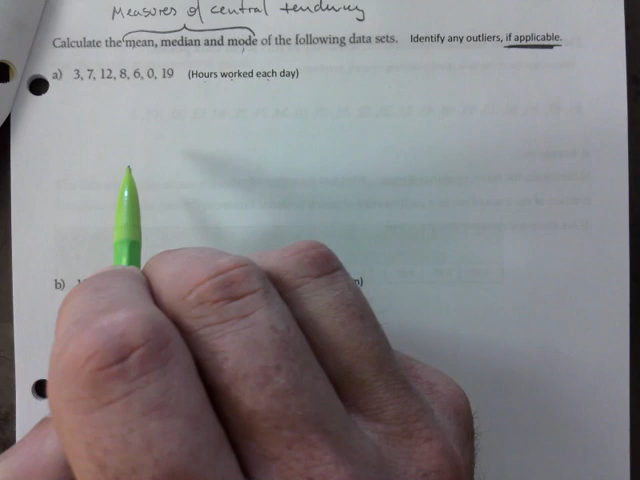 Measures of central tendency
Calculate the mean, median and mode of the following data sets. Identify any outliers, if applicable.
a) 3, 7, 12, 8, 6, 0, 19 (Hours worked each day)
b)